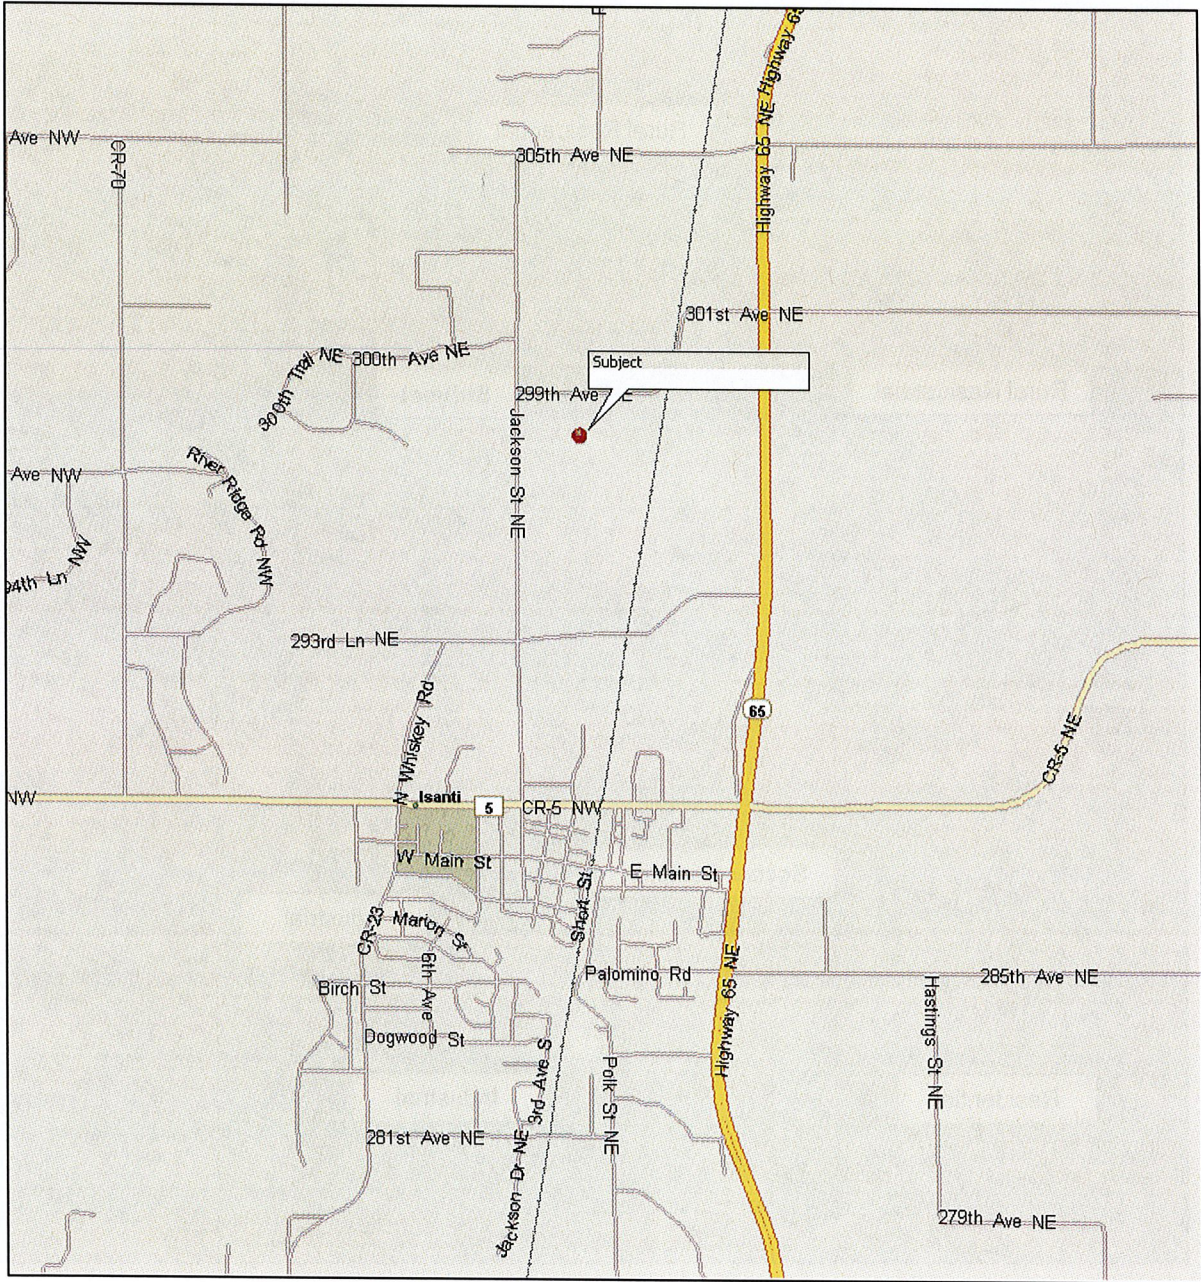 Highway 65
Highway 65 NE
Ave NW
CR-70
305th Ave NE
301st Ave NE
300th Trail NE
300th Ave NE
Subject
299th Ave
Jackson St NE
Ave NW
River Ridge Rd NW
94th Ln NW
293rd Ln NE
N Whiskey Rd
65
CR-5 NE
NW
Isanti
5
CR-5 NW
W Main St
E Main St
Short St
CR-23
Marion St
6th Ave
Birch St
Palomino Rd
Highway 65 NE
285th Ave NE
Hastings St NE
Dogwood St
3rd Ave S
Polk St NE
281st Ave NE
Jackson Dr NE
279th Ave NE